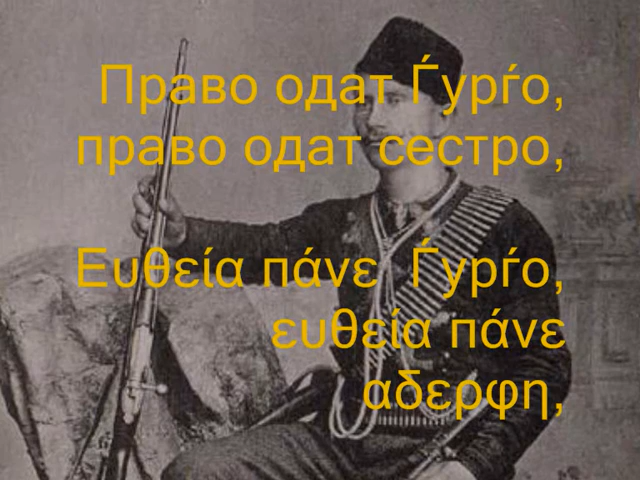 Право одат Ѓурѓо,
право одат сестро,
Ευθεία πάνε Ѓурѓо,
ευθεία πάνε
αδερφη,